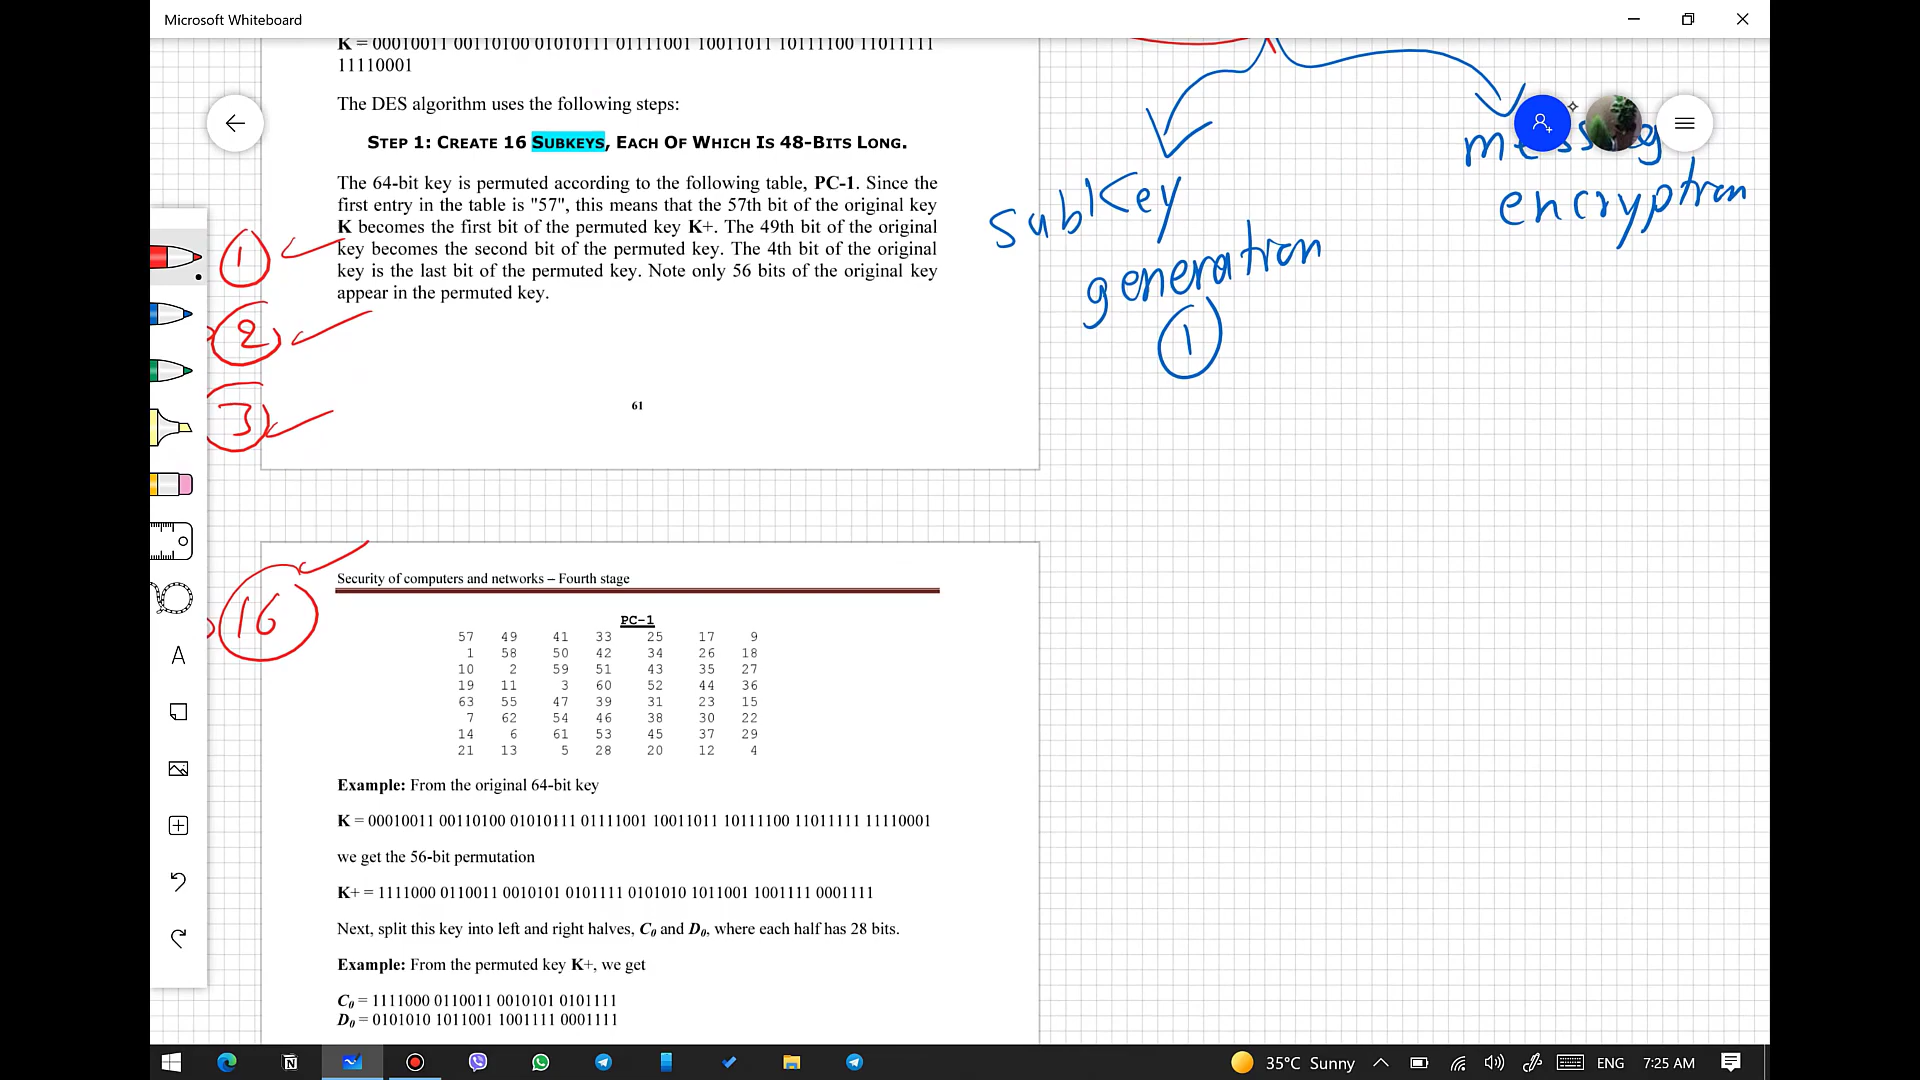 Microsoft Whiteboard
K = 00010011 00110100 01010111 01111001 10011011 10111100 11011111
11110001
The DES algorithm uses the following steps:
STEP 1: CREATE 16 SUBKEYS, EACH OF WHICH IS 48-BITS LONG.
The 64-bit key is permuted according to the following table, PC-1. Since the
first entry in the table is "57", this means that the 57th bit of the original key
K becomes the first bit of the permuted key K+. The 49th bit of the original
key becomes the second bit of the permuted key. The 4th bit of the original
key is the last bit of the permuted key. Note only 56 bits of the original key
appear in the permuted key.
61
1
2
3
16
Security of computers and networks – Fourth stage
PC-1
57 49 41 33 25 17 9
1 58 50 42 34 26 18
10 2 59 51 43 35 27
19 11 3 60 52 44 36
63 55 47 39 31 23 15
7 62 54 46 38 30 22
14 6 61 53 45 37 29
21 13 5 28 20 12 4
Example: From the original 64-bit key
K = 00010011 00110100 01010111 01111001 10011011 10111100 11011111 11110001
we get the 56-bit permutation
K+ = 1111000 0110011 0010101 0101111 0101010 1011001 1001111 0001111
Next, split this key into left and right halves, C0 and D0, where each half has 28 bits.
Example: From the permuted key K+, we get
C0 = 1111000 0110011 0010101 0101111
D0 = 0101010 1011001 1001111 0001111
subKey
generation
1
encryption
A
35°C Sunny
ENG
7:25 AM